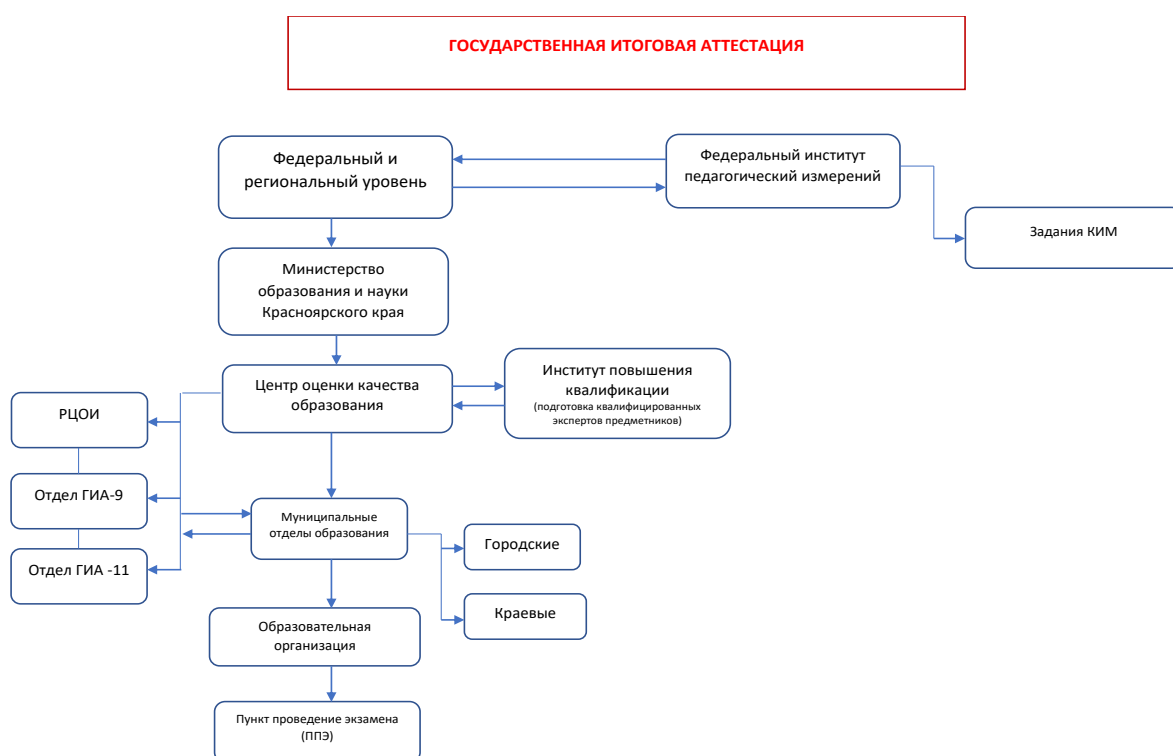 ГОСУДАРСТВЕННАЯ ИТОГОВАЯ АТТЕСТАЦИЯ
Федеральный и
региональный уровень
Федеральный институт
педагогический измерений
Задания КИМ
Министерство
образования и науки
Красноярского края
Центр оценки качества
образования
Институт повышения
квалификации
(подготовка квалифицированных
экспертов предметников)
РЦОИ
Отдел ГИА-9
Отдел ГИА -11
Муниципальные
отделы образования
Городские
Краевые
Образовательная
организация
Пункт проведение экзамена
(ППЭ)